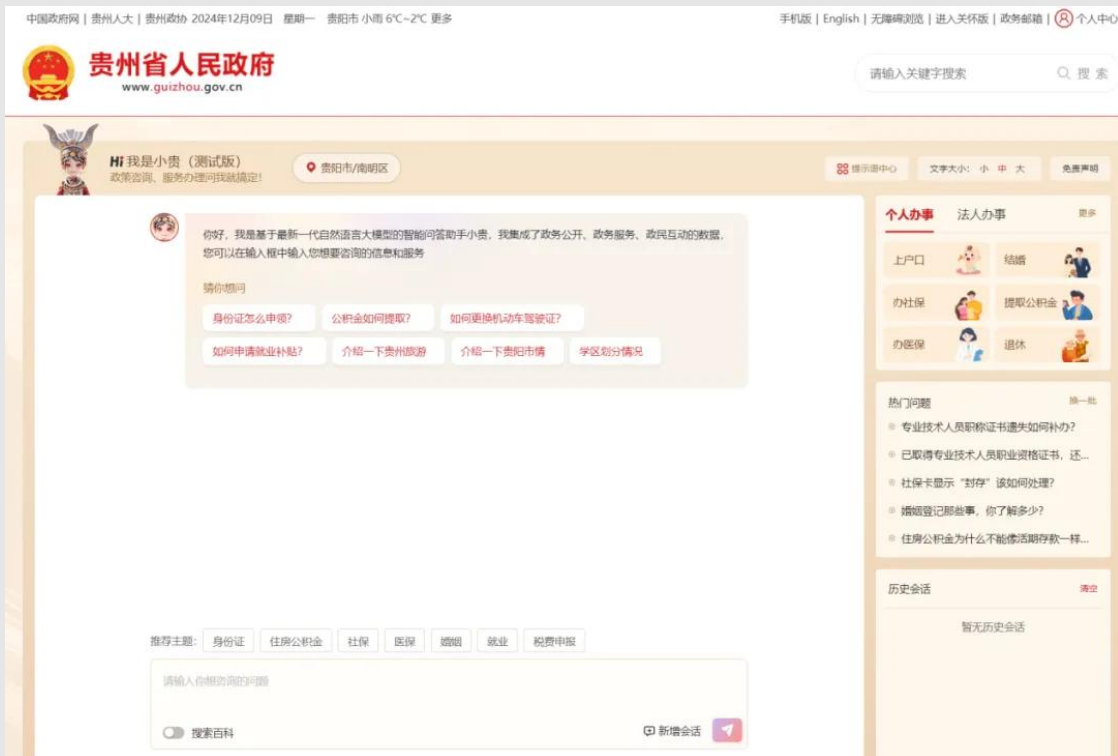 中国政府网 | 贵州人大 | 贵州政协 2024年12月09日 星期一 贵阳市 小雨 6℃~2℃ 更多
手机版 | English | 无障碍浏览 | 进入关怀版 | 政务邮箱 | 个人中心
贵州省人民政府
www.guizhou.gov.cn
请输入关键字搜索 搜 索
Hi 我是小贵（测试版）
政策咨询、服务办理问我就搞定!
贵阳市/南明区
提示语中心 文字大小: 小 中 大 免责声明
你好，我是基于最新一代自然语言大模型的智能问答助手小贵，我集成了政务公开、政务服务、政民互动的数据，
您可以在输入框中输入您想要咨询的信息和服务
猜你想问
身份证怎么申领? 公积金如何提取? 如何更换机动车驾驶证?
如何申请就业补贴? 介绍一下贵州旅游 介绍一下贵阳市情 学区划分情况
推荐主题: 身份证 住房公积金 社保 医保 婚姻 就业 税费申报
请输入你想咨询的问题
搜索百科 新增会话
个人办事 法人办事 更多
上户口 结婚
办社保 提取公积金
办医保 退休
热门问题 换一批
专业技术人员职称证书遗失如何补办?
已取得专业技术人员职业资格证书，还...
社保卡显示“封存”该如何处理?
婚姻登记那些事，你了解多少?
住房公积金为什么不能像活期存款一样...
历史会话 清空
暂无历史会话